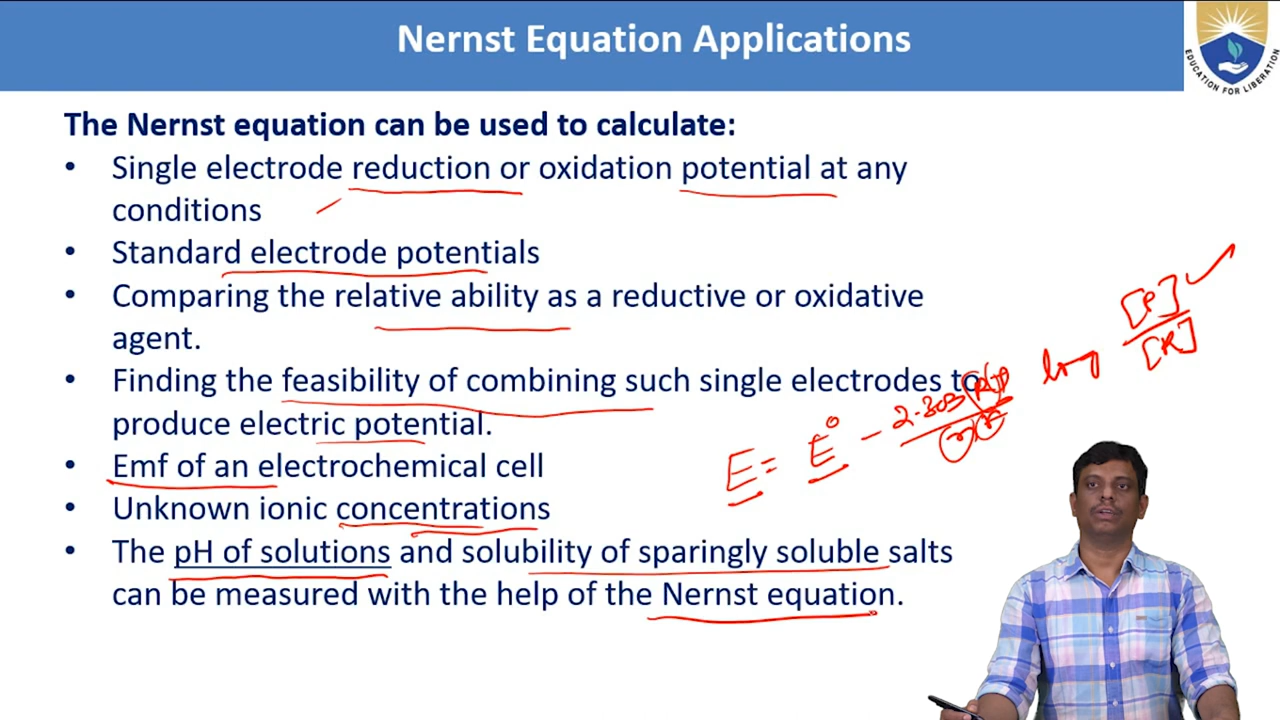 Nernst Equation Applications
EDUCATION FOR LIBERATION
The Nernst equation can be used to calculate:
• Single electrode reduction or oxidation potential at any
conditions
• Standard electrode potentials
• Comparing the relative ability as a reductive or oxidative
agent.
• Finding the feasibility of combining such single electrodes to
produce electric potential.
• Emf of an electrochemical cell
• Unknown ionic concentrations
• The pH of solutions and solubility of sparingly soluble salts
can be measured with the help of the Nernst equation.
E = E° - 2.303 log [P]/[R]